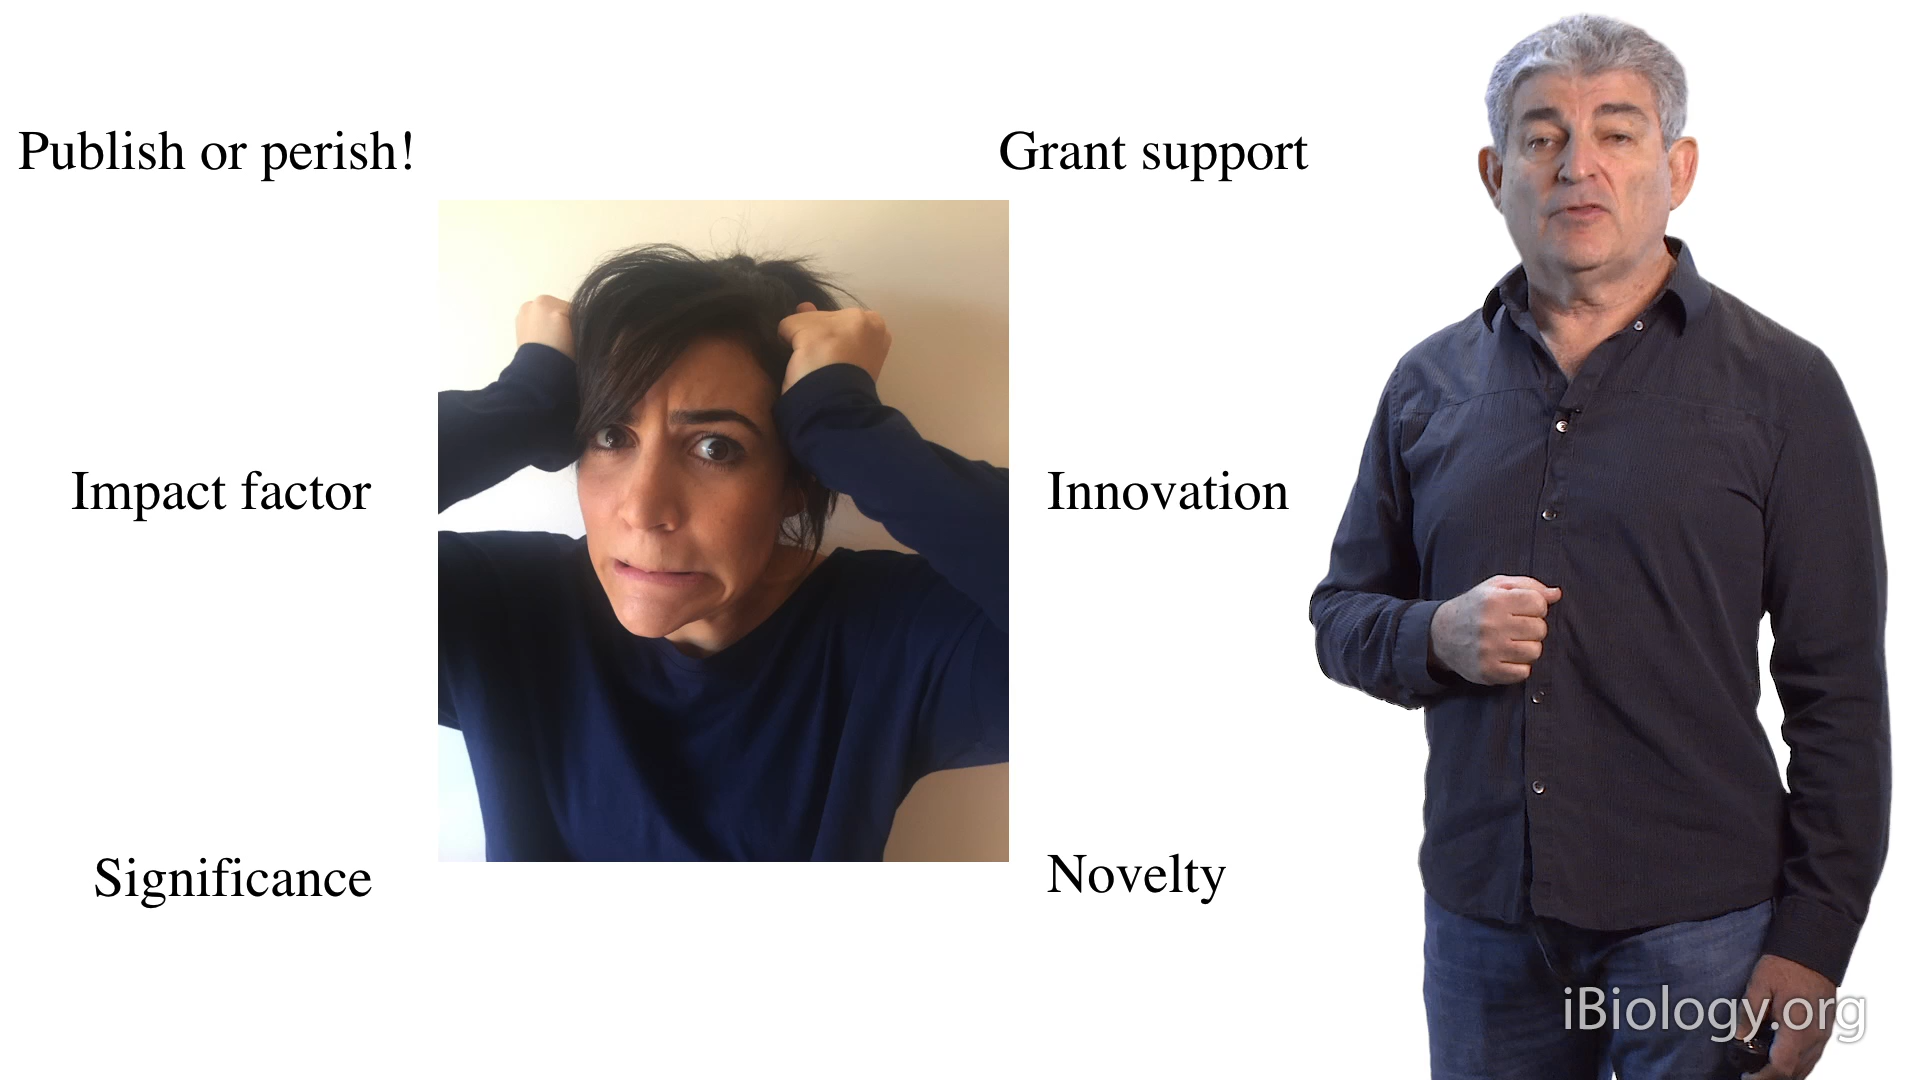 Publish or perish!
Grant support
Impact factor
Innovation
Significance
Novelty
iBiology.org